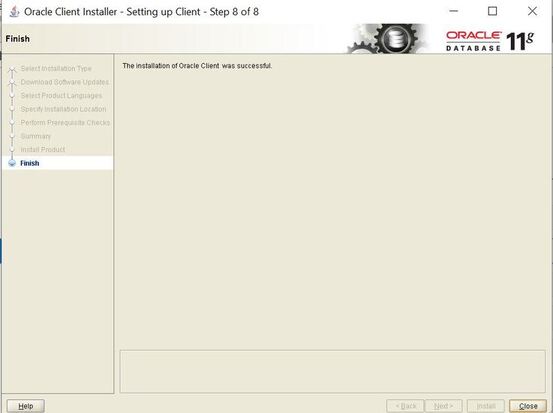 Oracle Client Installer - Setting up Client - Step 8 of 8
Finish
ORACLE
DATABASE 11g
Select Installation Type
Download Software Updates
Select Product Languages
Specify Installation Location
Perform Prerequisite Checks
Summary
Install Product
Finish
The installation of Oracle Client was successful.
Help
< Back
Next >
Install
Close